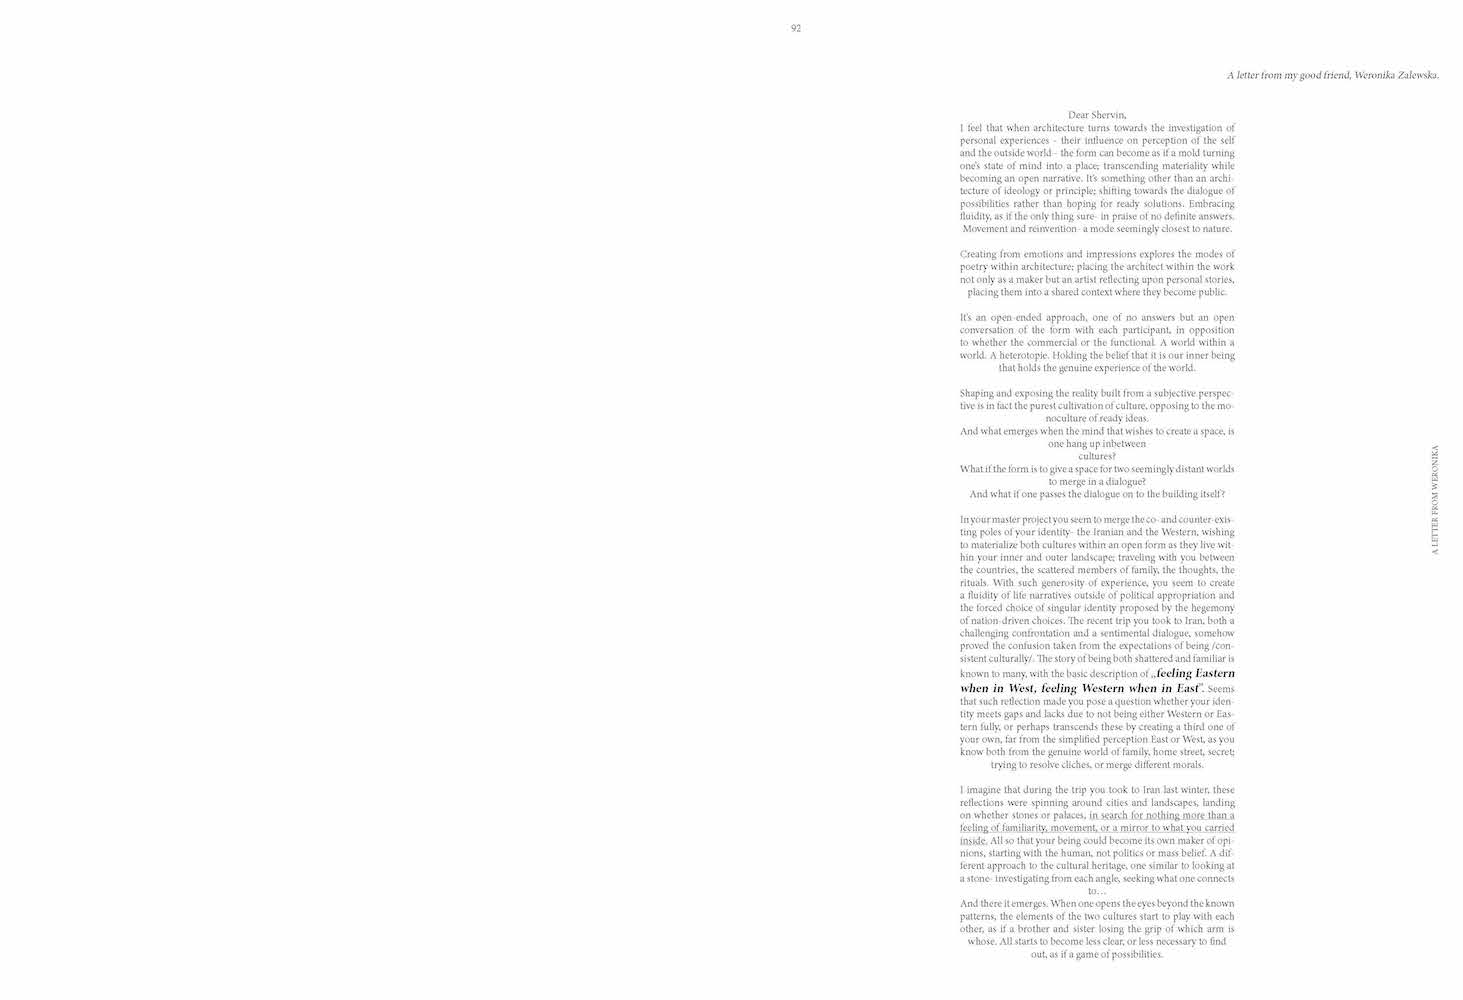 92
A letter from my good friend, Weronika Zalewska.
Dear Shervin,
I feel that when architecture turns towards the investigation of
personal experiences - their influence on perception of the self
and the outside world- the form can become as if a mold turning
one's state of mind into a place; transcending materiality while
becoming an open narrative. It's something other than an archi-
tecture of ideology or principle; shifting towards the dialogue of
possibilities rather than hoping for ready solutions. Embracing
fluidity, as if the only thing sure- in praise of no definite answers.
Movement and reinvention- a mode seemingly closest to nature.
Creating from emotions and impressions explores the modes of
poetry within architecture; placing the architect within the work
not only as a maker but an artist reflecting upon personal stories,
placing them into a shared context where they become public.
It's an open-ended approach, one of no answers but an open
conversation of the form with each participant, in opposition
to whether the commercial or the functional. A world within a
world. A heterotopie. Holding the belief that it is our inner being
that holds the genuine experience of the world.
Shaping and exposing the reality built from a subjective perspec-
tive is in fact the purest cultivation of culture, opposing to the mo-
noculture of ready ideas.
And what emerges when the mind that wishes to create a space, is
one hang up inbetween
cultures?
What if the form is to give a space for two seemingly distant worlds
to merge in a dialogue?
And what if one passes the dialogue on to the building itself?
In your master project you seem to merge the co- and counter-exis-
ting poles of your identity- the Iranian and the Western, wishing
to materialize both cultures within an open form as they live wit-
hin your inner and outer landscape; traveling with you between
the countries, the scattered members of family, the thoughts, the
rituals. With such generosity of experience, you seem to create
a fluidity of life narratives outside of political appropriation and
the forced choice of singular identity proposed by the hegemony
of nation-driven choices. The recent trip you took to Iran, both a
challenging confrontation and a sentimental dialogue, somehow
proved the confusion taken from the expectations of being /con-
sistent culturally/. The story of being both shattered and familiar is
known to many, with the basic description of „feeling Eastern
when in West, feeling Western when in East". Seems
that such reflection made you pose a question whether your iden-
tity meets gaps and lacks due to not being either Western or Eas-
tern fully, or perhaps transcends these by creating a third one of
your own, far from the simplified perception East or West, as you
know both from the genuine world of family, home street, secret;
trying to resolve cliches, or merge different morals.
I imagine that during the trip you took to Iran last winter, these
reflections were spinning around cities and landscapes, landing
on whether stones or palaces, in search for nothing more than a
feeling of familiarity, movement, or a mirror to what you carried
inside. All so that your being could become its own maker of opi-
nions, starting with the human, not politics or mass belief. A dif-
ferent approach to the cultural heritage, one similar to looking at
a stone- investigating from each angle, seeking what one connects
to…
And there it emerges. When one opens the eyes beyond the known
patterns, the elements of the two cultures start to play with each
other, as if a brother and sister losing the grip of which arm is
whose. All starts to become less clear, or less necessary to find
out, as if a game of possibilities.
A LETTER FROM WERONIKA